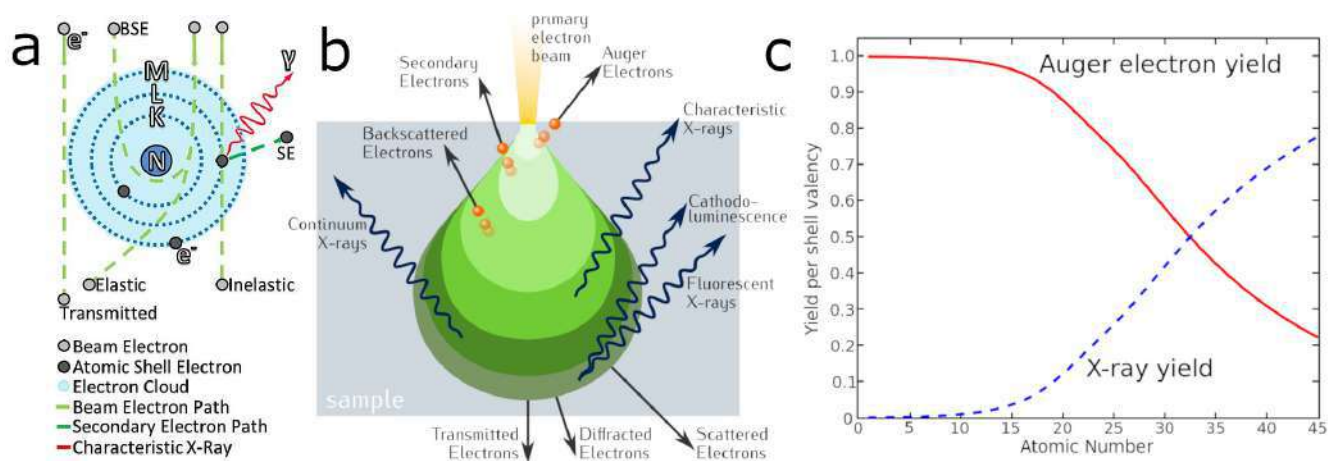 a
e-
BSE
γ
M
L
K
N
SE
e-
Elastic
Inelastic
Transmitted
Beam Electron
Atomic Shell Electron
Electron Cloud
Beam Electron Path
Secondary Electron Path
Characteristic X-Ray
b
primary
electron
beam
Secondary
Electrons
Auger
Electrons
Backscattered
Electrons
Characteristic
X-rays
Continuum
X-rays
Cathodo-
luminescence
Fluorescent
X-rays
sample
Transmitted
Electrons
Diffracted
Electrons
Scattered
Electrons
c
Auger electron yield
X-ray yield
Yield per shell valency
1.0
0.9
0.8
0.7
0.6
0.5
0.4
0.3
0.2
0.1
0
0 5 10 15 20 25 30 35 40 45
Atomic Number